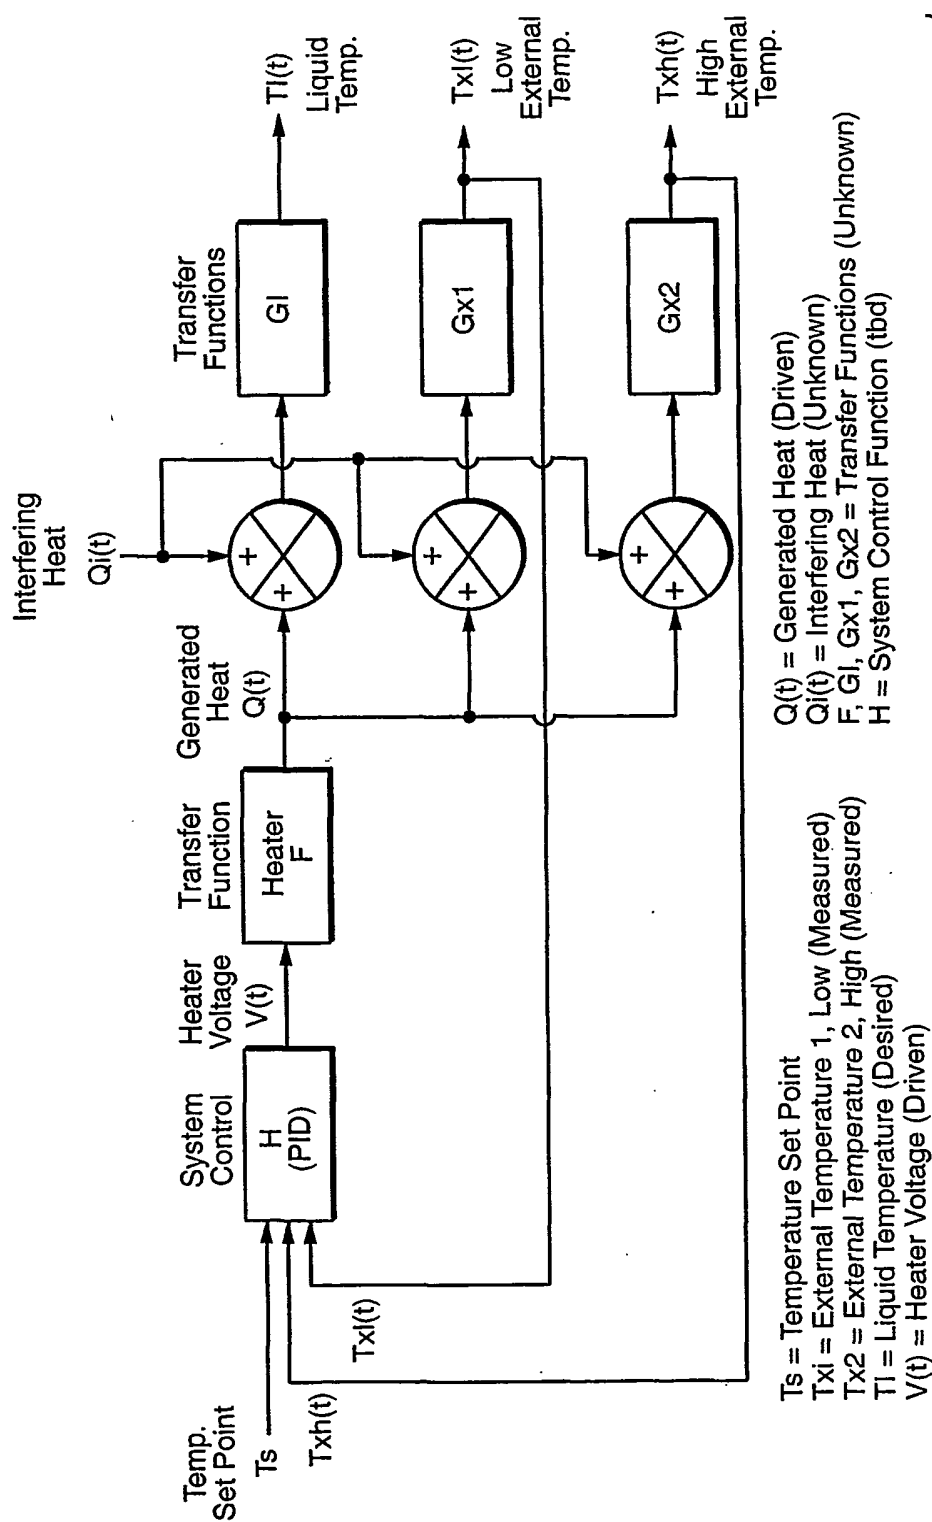 Interfering
Heat
Qi(t)
Temp.
Set Point
Ts
Txh(t)
Txl(t)
System
Control
H
(PID)
Heater
Voltage
V(t)
Transfer
Function
Heater
F
Generated
Heat
Q(t)
+
+
+
+
+
+
Transfer
Functions
Gl
Gx1
Gx2
Tl(t)
Liquid
Temp.
Txl(t)
Low
External
Temp.
Txh(t)
High
External
Temp.
Ts = Temperature Set Point
Txi = External Temperature 1, Low (Measured)
Tx2 = External Temperature 2, High (Measured)
Tl = Liquid Temperature (Desired)
V(t) = Heater Voltage (Driven)
Q(t) = Generated Heat (Driven)
Qi(t) = Interfering Heat (Unknown)
F, Gl, Gx1, Gx2 = Transfer Functions (Unknown)
H = System Control Function (tbd)